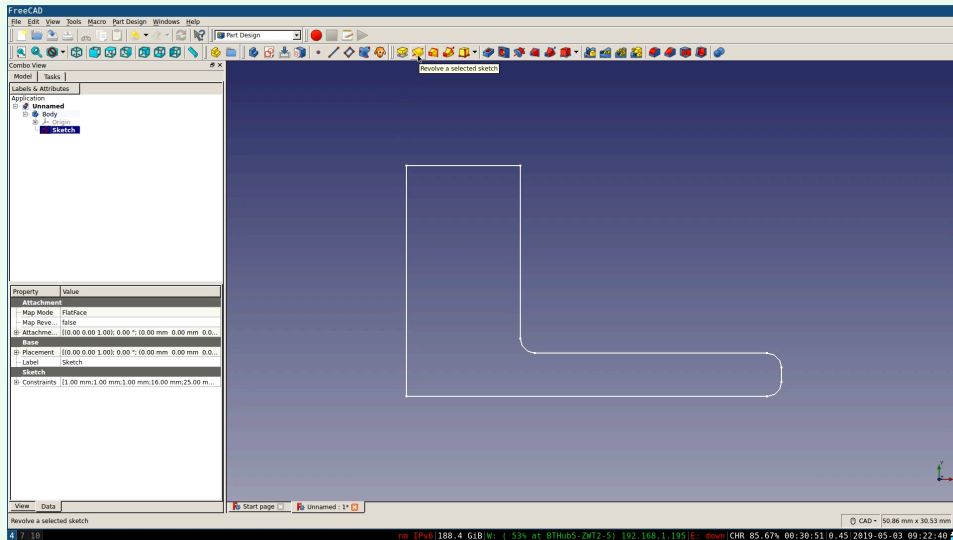 FreeCAD
File Edit View Tools Macro Part Design Windows Help
Part Design
Combo View
Revolve a selected sketch
Model Tasks
Labels & Attributes
Application
Unnamed
Body
Origin
Sketch
Property Value
Attachment
Map Mode FlatFace
Map Reve... false
Attachme... [(0.00 0.00 1.00); 0.00 °; (0.00 mm 0.00 mm 0.0...
Base
Placement [(0.00 0.00 1.00); 0.00 °; (0.00 mm 0.00 mm 0.0...
Label Sketch
Sketch
Constraints [1.00 mm;1.00 mm;1.00 mm;16.00 mm;25.00 m...
Y
View Data
Start page Unnamed : 1*
Revolve a selected sketch
CAD 50.86 mm x 30.53 mm
4 7 10
no IPv6|188.4 GiB|W: ( 53% at BTHub5-ZWT2-5) 192.168.1.195|E: down|CHR 85.67% 00:30:51|0.45|2019-05-03 09:22:40